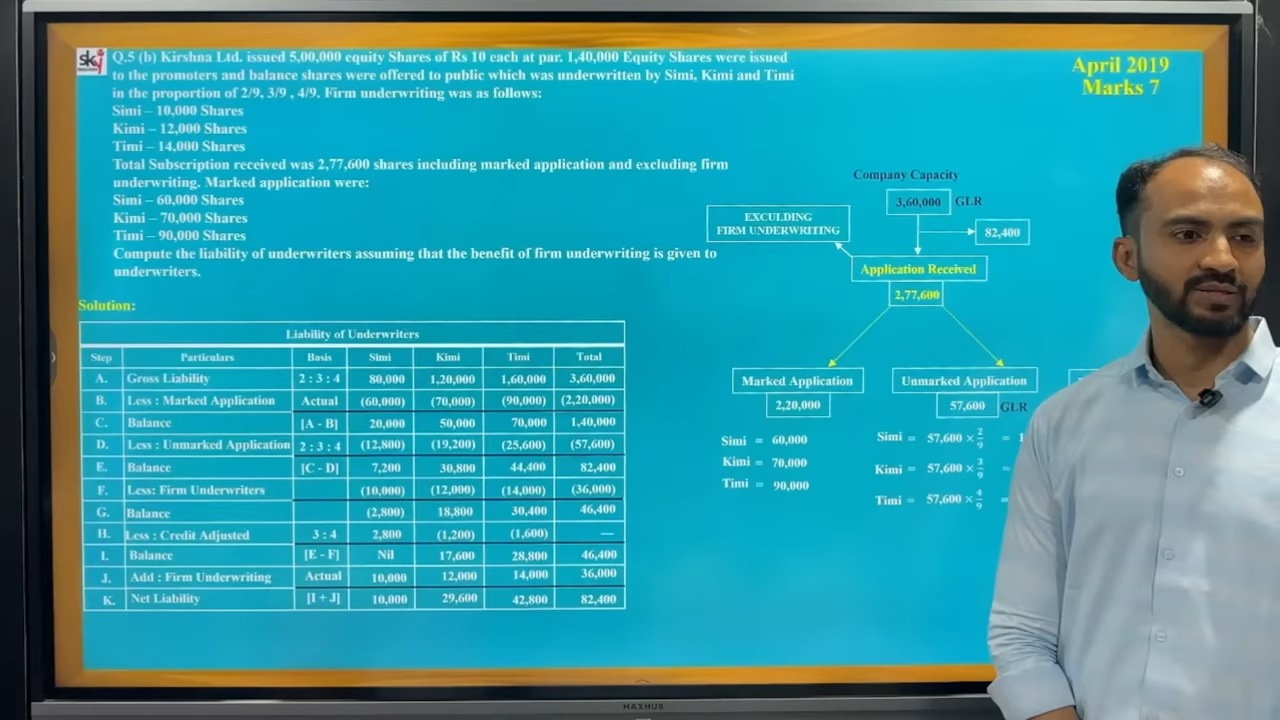 sky
Q.5 (b) Kirshna Ltd. issued 5,00,000 equity Shares of Rs 10 each at par. 1,40,000 Equity Shares were issued
to the promoters and balance shares were offered to public which was underwritten by Simi, Kimi and Timi
in the proportion of 2/9, 3/9 , 4/9. Firm underwriting was as follows:
Simi – 10,000 Shares
Kimi – 12,000 Shares
Timi – 14,000 Shares
Total Subscription received was 2,77,600 shares including marked application and excluding firm
underwriting. Marked application were:
Simi – 60,000 Shares
Kimi – 70,000 Shares
Timi – 90,000 Shares
Compute the liability of underwriters assuming that the benefit of firm underwriting is given to
underwriters.
April 2019
Marks 7
Solution:
Liability of Underwriters
Step Particulars Basis Simi Kimi Timi Total
A. Gross Liability 2 : 3 : 4 80,000 1,20,000 1,60,000 3,60,000
B. Less : Marked Application Actual (60,000) (70,000) (90,000) (2,20,000)
C. Balance [A - B] 20,000 50,000 70,000 1,40,000
D. Less : Unmarked Application 2 : 3 : 4 (12,800) (19,200) (25,600) (57,600)
E. Balance [C - D] 7,200 30,800 44,400 82,400
F. Less: Firm Underwriters (10,000) (12,000) (14,000) (36,000)
G. Balance (2,800) 18,800 30,400 46,400
H. Less : Credit Adjusted 3 : 4 2,800 (1,200) (1,600) —
I. Balance [E - F] Nil 17,600 28,800 46,400
J. Add : Firm Underwriting Actual 10,000 12,000 14,000 36,000
K. Net Liability [I + J] 10,000 29,600 42,800 82,400
Company Capacity
3,60,000 GLR
EXCULDING
FIRM UNDERWRITING
82,400
Application Received
2,77,600
Marked Application
2,20,000
Simi = 60,000
Kimi = 70,000
Timi = 90,000
Unmarked Application
57,600 GLR
Simi = 57,600 × 2/9 = 1
Kimi = 57,600 × 3/9 =
Timi = 57,600 × 4/9 =
MAXHUB